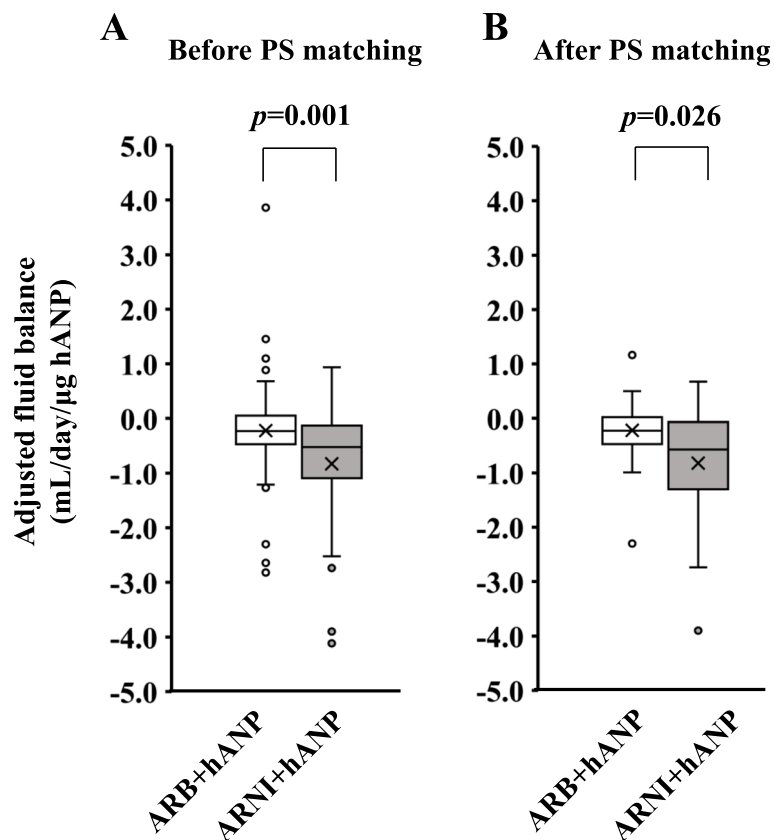 A
Before PS matching
p=0.001
5.0
4.0
3.0
2.0
1.0
0.0
-1.0
-2.0
-3.0
-4.0
-5.0
Adjusted fluid balance
(mL/day/µg hANP)
ARB+hANP
ARNI+hANP
B
After PS matching
p=0.026
5.0
4.0
3.0
2.0
1.0
0.0
-1.0
-2.0
-3.0
-4.0
-5.0
ARB+hANP
ARNI+hANP